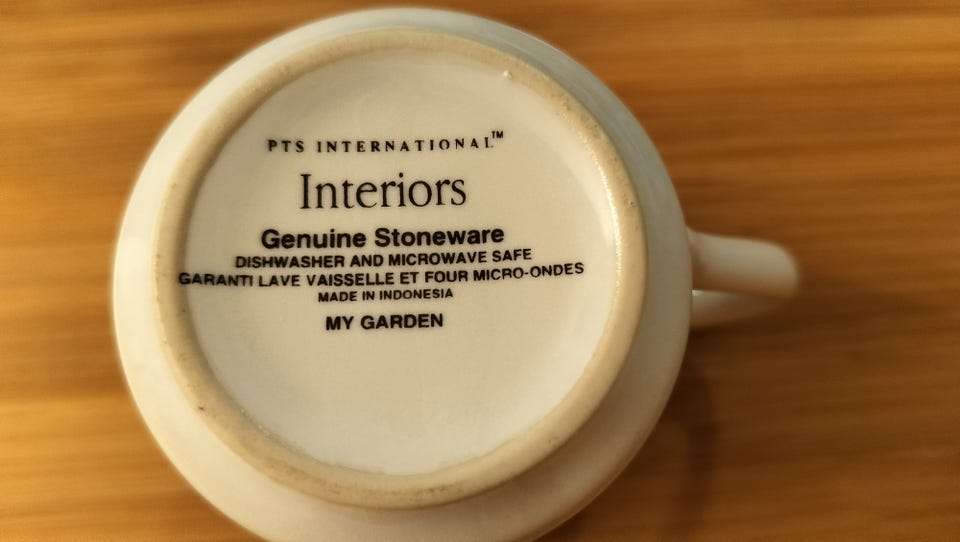 PTS INTERNATIONAL™
Interiors
Genuine Stoneware
DISHWASHER AND MICROWAVE SAFE
GARANTI LAVE VAISSELLE ET FOUR MICRO-ONDES
MADE IN INDONESIA
MY GARDEN